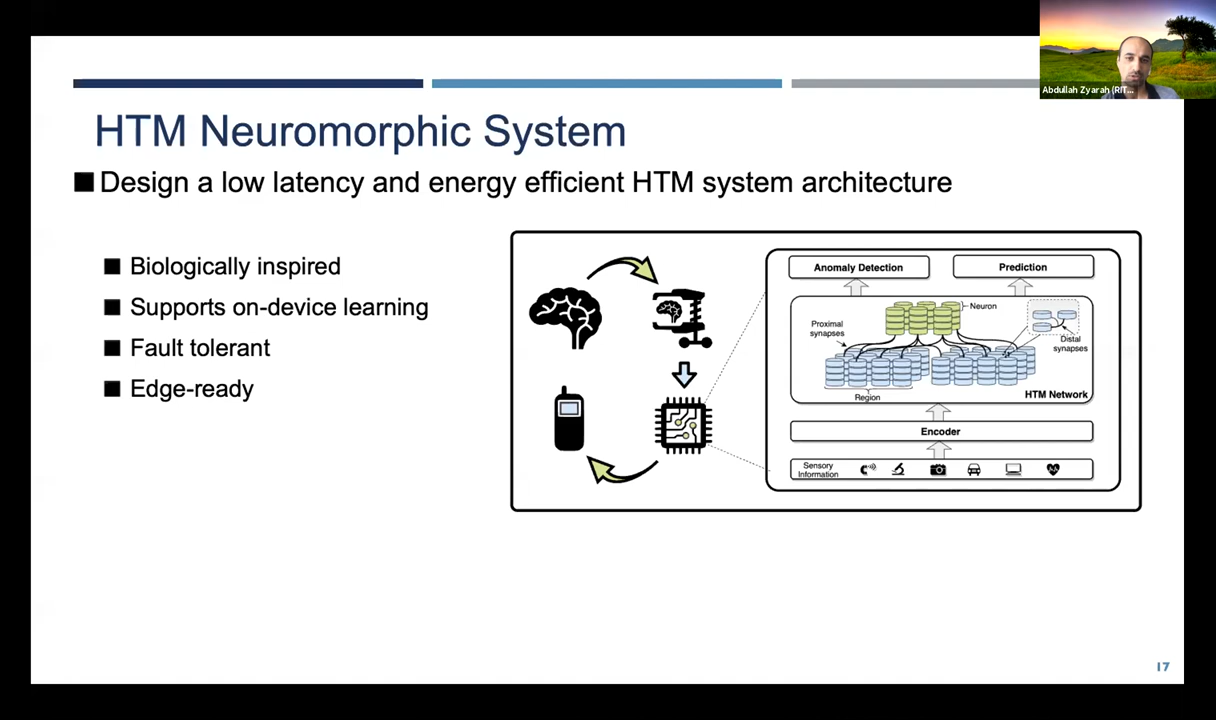 Abdullah Zyarah (RIT...
HTM Neuromorphic System
Design a low latency and energy efficient HTM system architecture
Biologically inspired
Supports on-device learning
Fault tolerant
Edge-ready
Anomaly Detection
Prediction
Neuron
Proximal
synapses
Distal
synapses
Region
HTM Network
Encoder
Sensory
Information
17